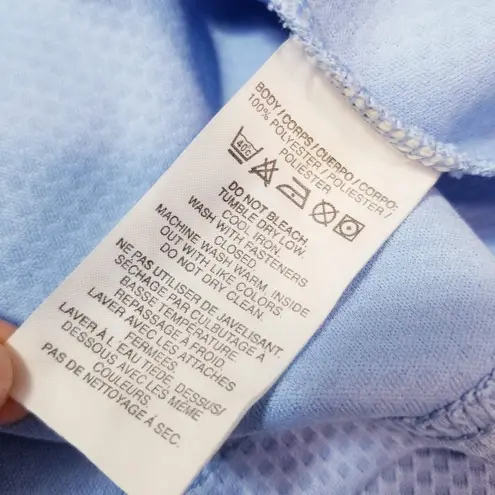 BODY/CORPS/CUERPO/CORPO:
100% POLYESTER/POLIESTER/
POLIESTER
40C
DO NOT BLEACH.
TUMBLE DRY LOW.
COOL IRON.
WASH WITH FASTENERS
CLOSED.
MACHINE WASH WARM, INSIDE
OUT WITH LIKE COLORS.
DO NOT DRY CLEAN.
NE PAS UTILISER DE JAVELISANT.
SÉCHAGE PAR CULBUTAGE À
BASSE TEMPÉRATURE.
REPASSAGE À FROID.
LAVER AVEC LES ATTACHES
FERMÉES.
LAVER À L'EAU TIÈDE, DESSUS/
DESSOUS AVEC LES MÊME
COULEURS.
PAS DE NETTOYAGE À SEC.